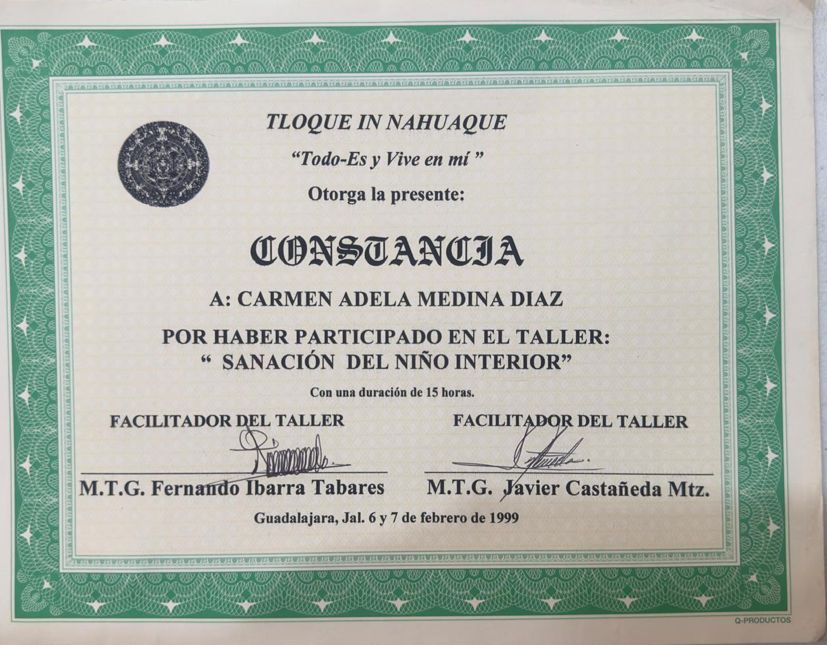 TLOQUE IN NAHUAQUE
“Todo-Es y Vive en mí ”
Otorga la presente:
CONSTANCIA
A: CARMEN ADELA MEDINA DIAZ
POR HABER PARTICIPADO EN EL TALLER:
“ SANACIÓN DEL NIÑO INTERIOR”
Con una duración de 15 horas.
FACILITADOR DEL TALLER
M.T.G. Fernando Ibarra Tabares
FACILITADOR DEL TALLER
M.T.G. Javier Castañeda Mtz.
Guadalajara, Jal. 6 y 7 de febrero de 1999
Q-PRODUCTOS